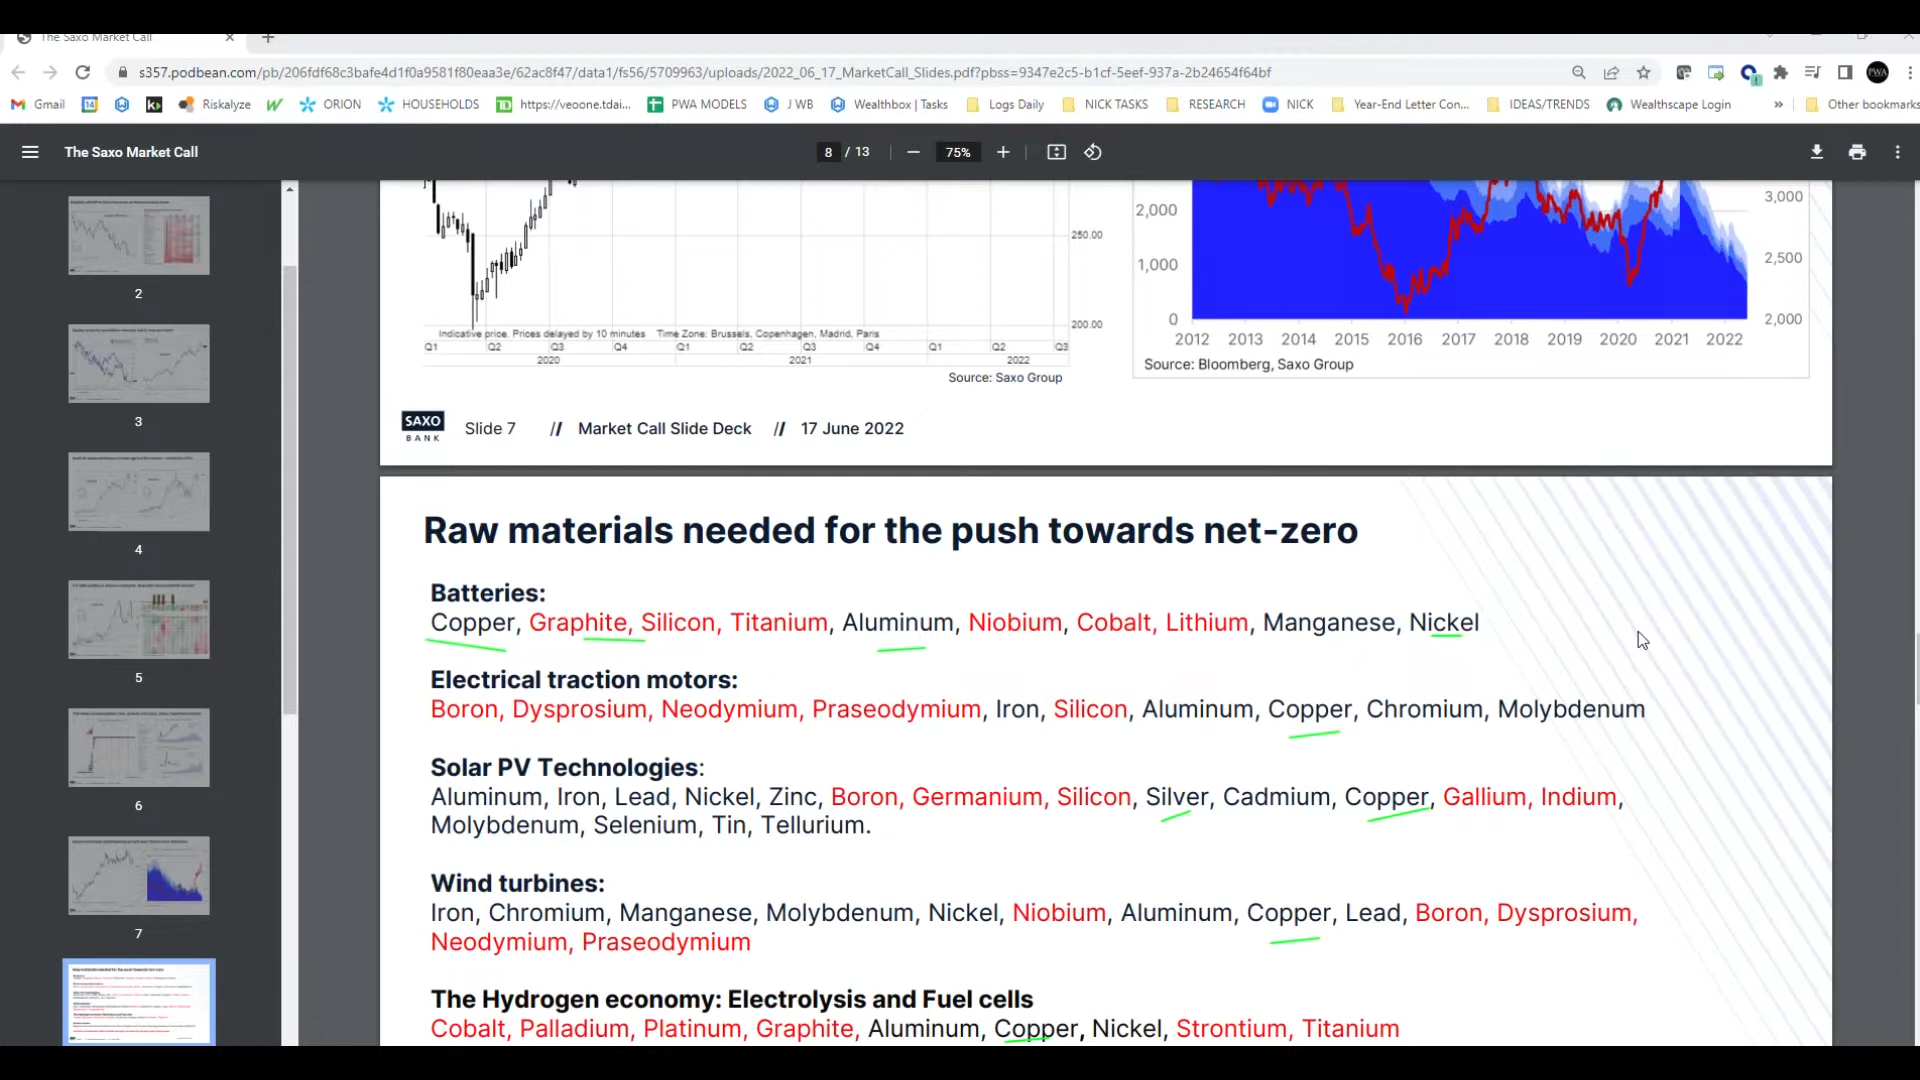 The Saxo Market Call
s357.podbean.com/pb/206fdf68c3bafe4d1f0a9581f80eaa3e/62ac8f47/data1/fs56/5709963/uploads/2022_06_17_MarketCall_Slides.pdf?pbss=9347e2c5-b1cf-5eef-937a-2b24654f64bf
PWA
Gmail 14 Riskalyze ORION HOUSEHOLDS https://veoone.tdai... PWA MODELS J WB Wealthbox | Tasks Logs Daily NICK TASKS RESEARCH NICK Year-End Letter Con... IDEAS/TRENDS Wealthscape Login » Other bookmarks
The Saxo Market Call 8 / 13 75%
2
3
4
5
6
7
250.00
200.00
Indicative price. Prices delayed by 10 minutes Time Zone: Brussels, Copenhagen, Madrid, Paris
Q1 Q2 Q3 Q4 Q1 Q2 Q3 Q4 Q1 Q2 Q3
2020 2021 2022
Source: Saxo Group
2,000 3,000
1,000 2,500
0 2,000
2012 2013 2014 2015 2016 2017 2018 2019 2020 2021 2022
Source: Bloomberg, Saxo Group
SAXO
BANK
Slide 7 // Market Call Slide Deck // 17 June 2022
Raw materials needed for the push towards net-zero
Batteries:
Copper, Graphite, Silicon, Titanium, Aluminum, Niobium, Cobalt, Lithium, Manganese, Nickel
Electrical traction motors:
Boron, Dysprosium, Neodymium, Praseodymium, Iron, Silicon, Aluminum, Copper, Chromium, Molybdenum
Solar PV Technologies:
Aluminum, Iron, Lead, Nickel, Zinc, Boron, Germanium, Silicon, Silver, Cadmium, Copper, Gallium, Indium,
Molybdenum, Selenium, Tin, Tellurium.
Wind turbines:
Iron, Chromium, Manganese, Molybdenum, Nickel, Niobium, Aluminum, Copper, Lead, Boron, Dysprosium,
Neodymium, Praseodymium
The Hydrogen economy: Electrolysis and Fuel cells
Cobalt, Palladium, Platinum, Graphite, Aluminum, Copper, Nickel, Strontium, Titanium